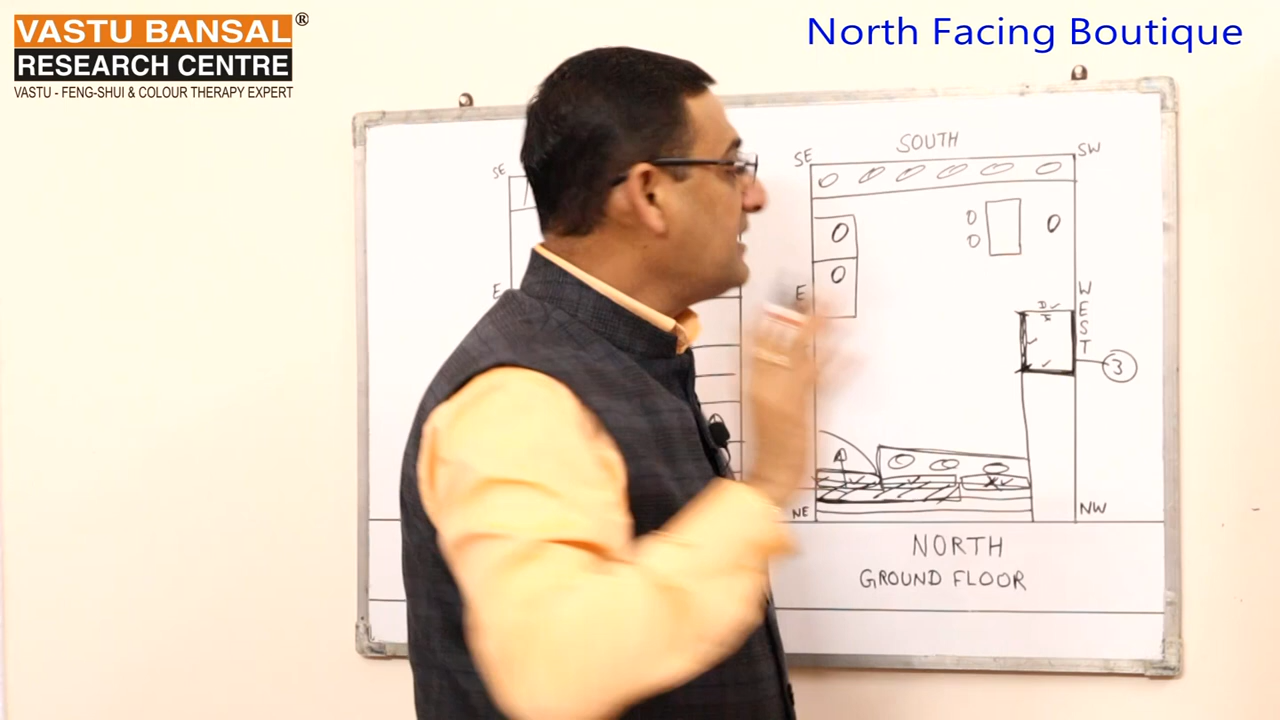 VASTU BANSAL®
RESEARCH CENTRE
VASTU - FENG-SHUI & COLOUR THERAPY EXPERT
North Facing Boutique
SE
E
SE
SOUTH
SW
E
WEST
3
NE
NW
NORTH
GROUND FLOOR